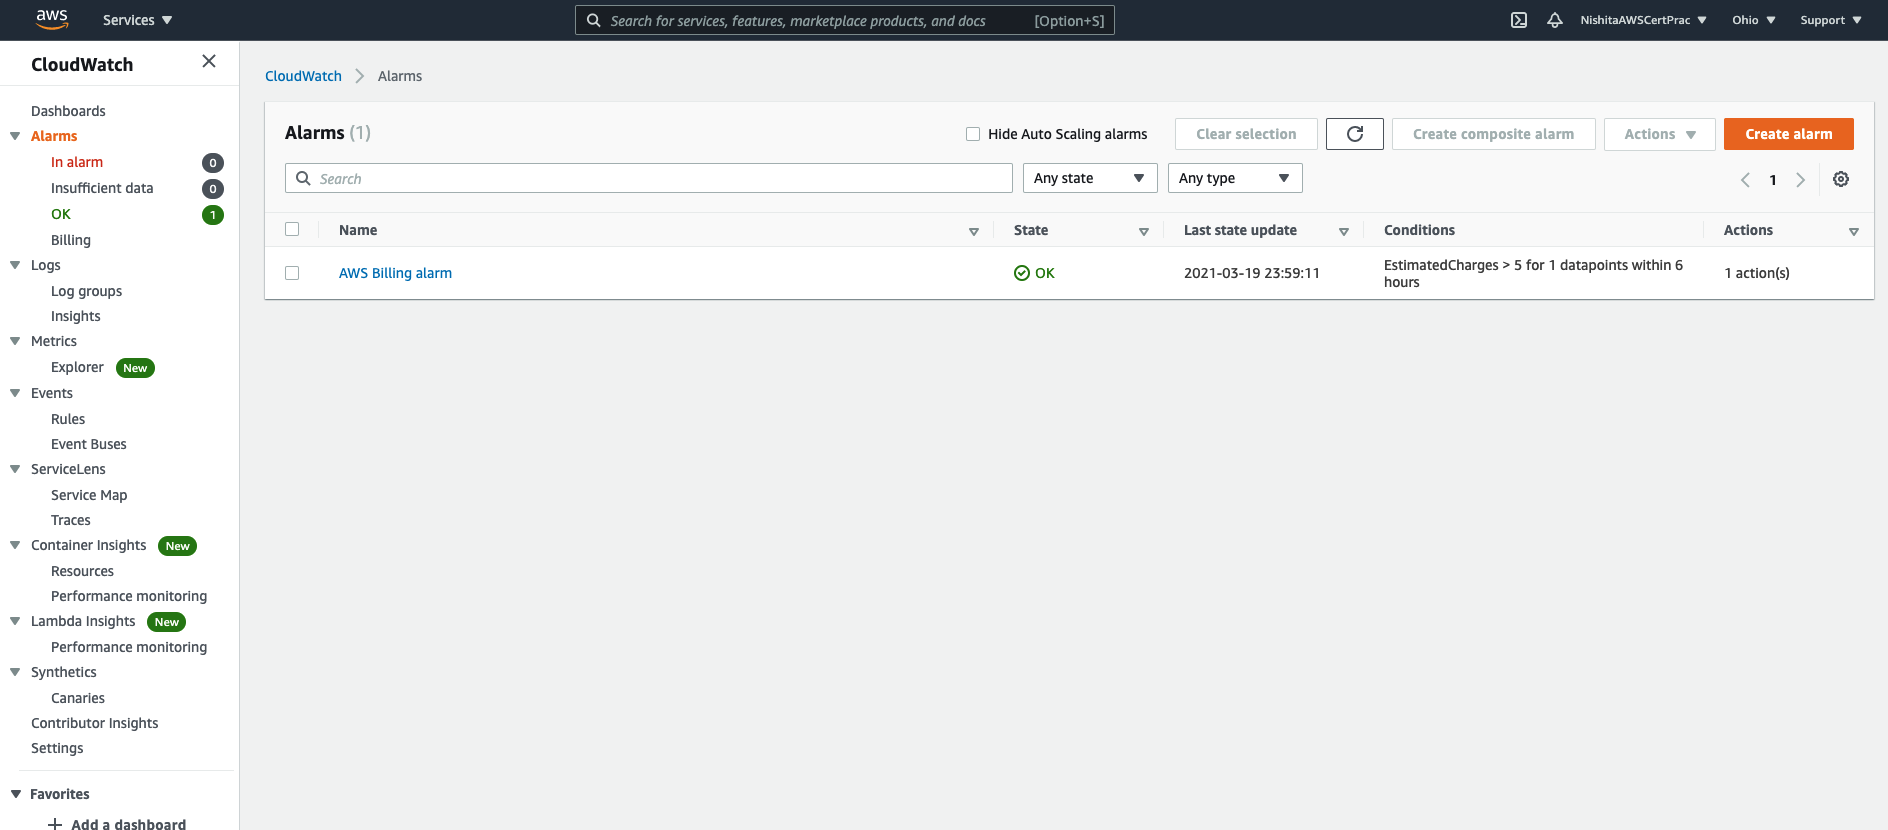 aws
Services
Search for services, features, marketplace products, and docs [Option+S]
NishitaAWSCertPrac
Ohio
Support
CloudWatch
Dashboards
Alarms
In alarm 0
Insufficient data 0
OK 1
Billing
Logs
Log groups
Insights
Metrics
Explorer New
Events
Rules
Event Buses
ServiceLens
Service Map
Traces
Container Insights New
Resources
Performance monitoring
Lambda Insights New
Performance monitoring
Synthetics
Canaries
Contributor Insights
Settings
Favorites
Add a dashboard
CloudWatch Alarms
Alarms (1)
Hide Auto Scaling alarms
Clear selection
Create composite alarm
Actions
Create alarm
Search
Any state
Any type
1
Name State Last state update Conditions Actions
AWS Billing alarm OK 2021-03-19 23:59:11 EstimatedCharges > 5 for 1 datapoints within 6
hours
1 action(s)